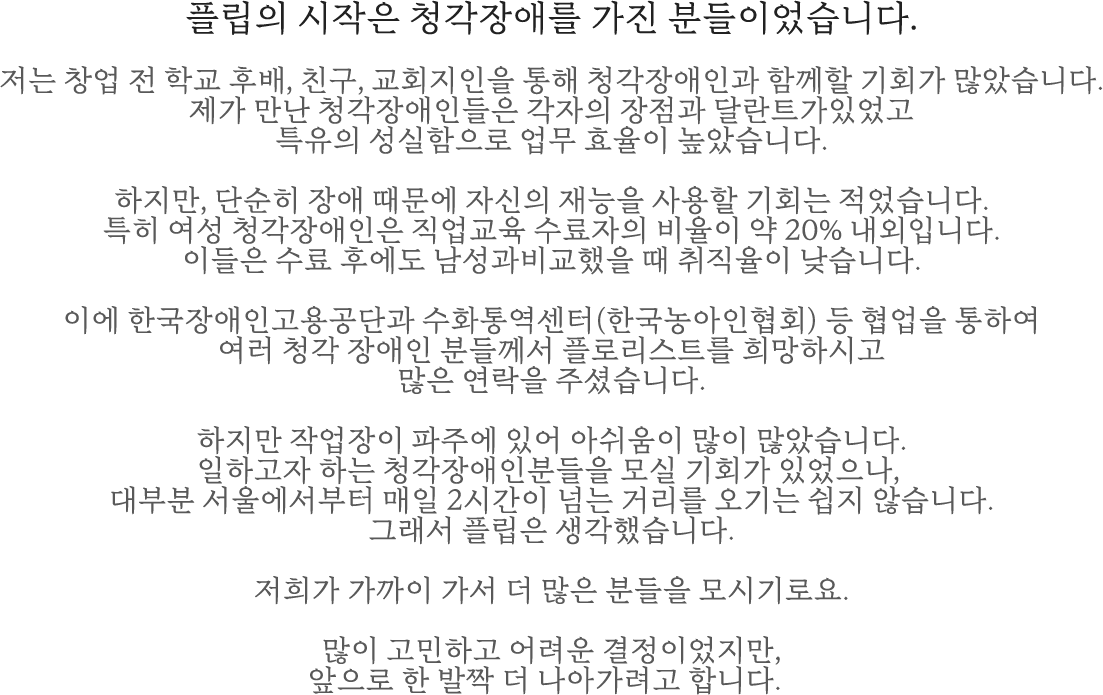 플립의 시작은 청각장애를 가진 분들이었습니다.
저는 창업 전 학교 후배, 친구, 교회지인을 통해 청각장애인과 함께할 기회가 많았습니다.
제가 만난 청각장애인들은 각자의 장점과 달란트가있었고
특유의 성실함으로 업무 효율이 높았습니다.
하지만, 단순히 장애 때문에 자신의 재능을 사용할 기회는 적었습니다.
특히 여성 청각장애인은 직업교육 수료자의 비율이 약 20% 내외입니다.
이들은 수료 후에도 남성과비교했을 때 취직율이 낮습니다.
이에 한국장애인고용공단과 수화통역센터(한국농아인협회) 등 협업을 통하여
여러 청각 장애인 분들께서 플로리스트를 희망하시고
많은 연락을 주셨습니다.
하지만 작업장이 파주에 있어 아쉬움이 많이 많았습니다.
일하고자 하는 청각장애인분들을 모실 기회가 있었으나,
대부분 서울에서부터 매일 2시간이 넘는 거리를 오기는 쉽지 않습니다.
그래서 플립은 생각했습니다.
저희가 가까이 가서 더 많은 분들을 모시기로요.
많이 고민하고 어려운 결정이었지만,
앞으로 한 발짝 더 나아가려고 합니다.